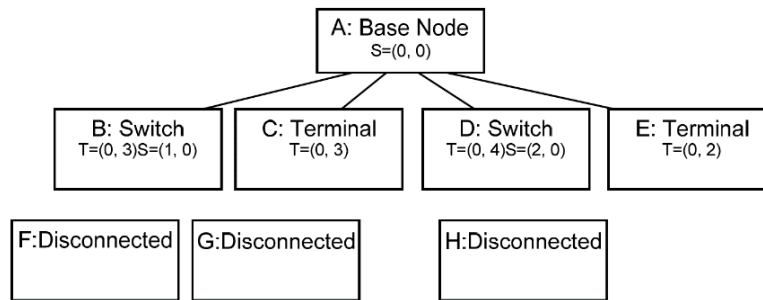 A: Base Node
S=(0, 0)
B: Switch
T=(0, 3)S=(1, 0)
C: Terminal
T=(0, 3)
D: Switch
T=(0, 4)S=(2, 0)
E: Terminal
T=(0, 2)
F:Disconnected
G:Disconnected
H:Disconnected